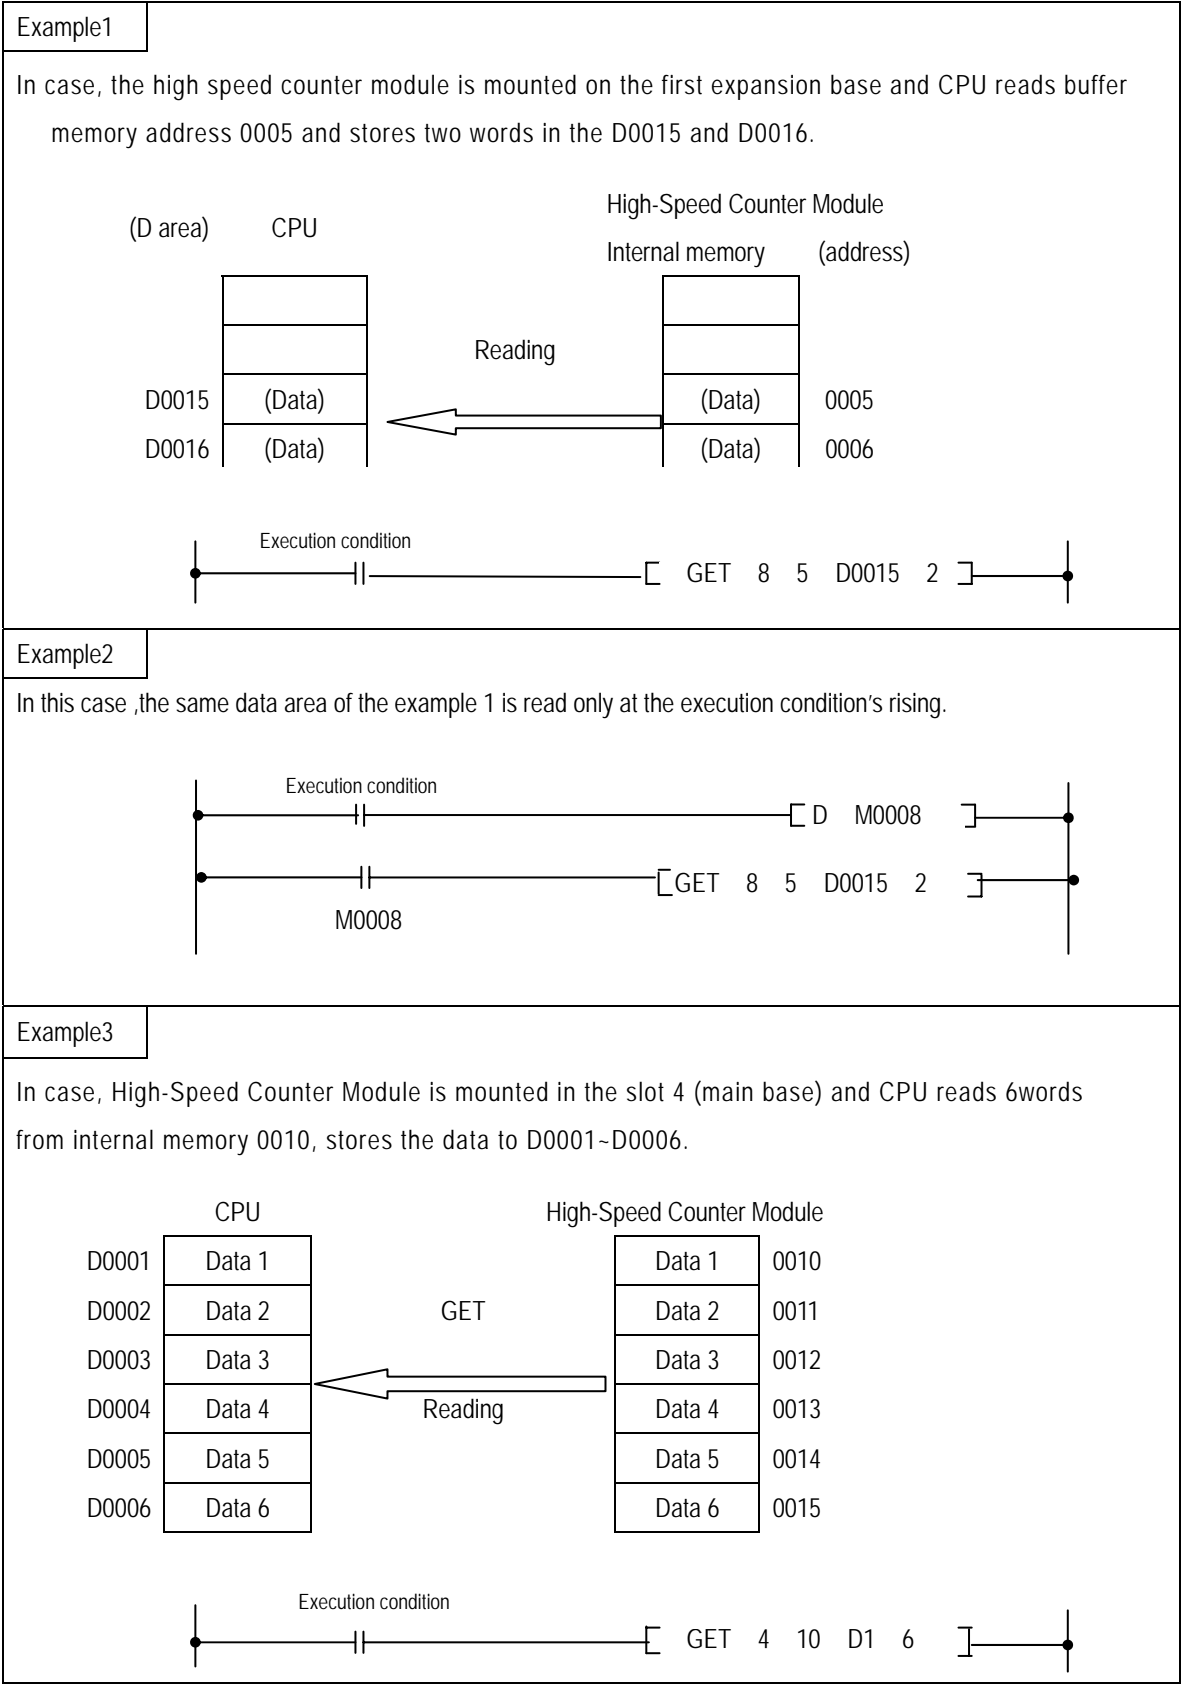 Example1
In case, the high speed counter module is mounted on the first expansion base and CPU reads buffer
memory address 0005 and stores two words in the D0015 and D0016.
High-Speed Counter Module
(D area) CPU
Internal memory (address)
Reading
D0015 (Data) (Data) 0005
D0016 (Data) (Data) 0006
Execution condition
GET 8 5 D0015 2
Example2
In this case ,the same data area of the example 1 is read only at the execution condition's rising.
Execution condition
D M0008
GET 8 5 D0015 2
M0008
Example3
In case, High-Speed Counter Module is mounted in the slot 4 (main base) and CPU reads 6words
from internal memory 0010, stores the data to D0001~D0006.
CPU High-Speed Counter Module
D0001 Data 1 Data 1 0010
D0002 Data 2 GET Data 2 0011
D0003 Data 3 Data 3 0012
D0004 Data 4 Reading Data 4 0013
D0005 Data 5 Data 5 0014
D0006 Data 6 Data 6 0015
Execution condition
GET 4 10 D1 6